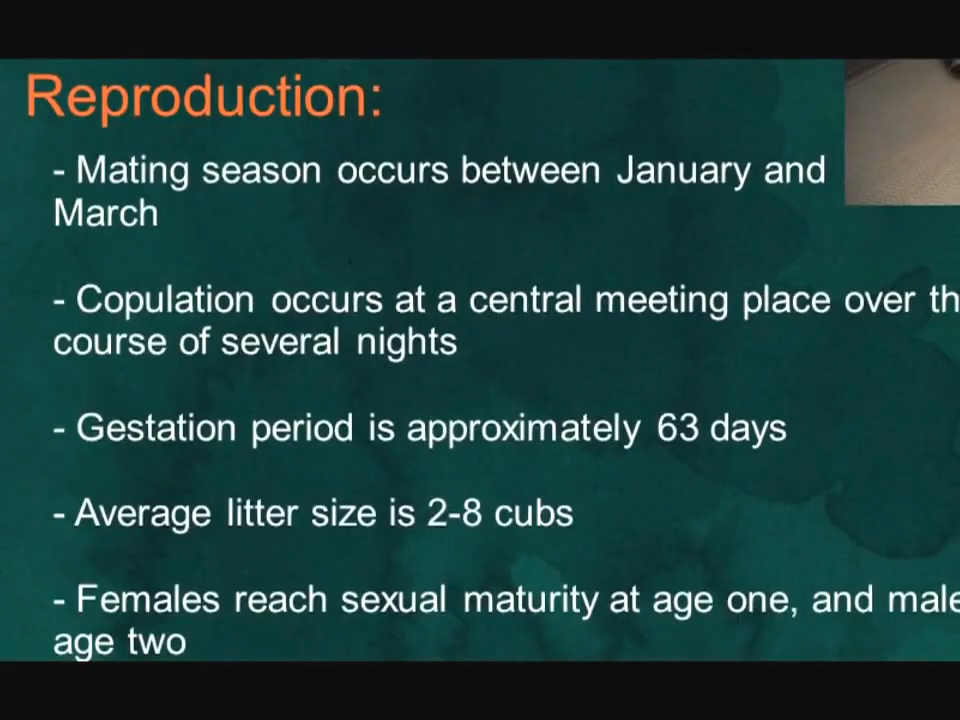 Reproduction:
- Mating season occurs between January and
March
- Copulation occurs at a central meeting place over th
course of several nights
- Gestation period is approximately 63 days
- Average litter size is 2-8 cubs
- Females reach sexual maturity at age one, and male
age two